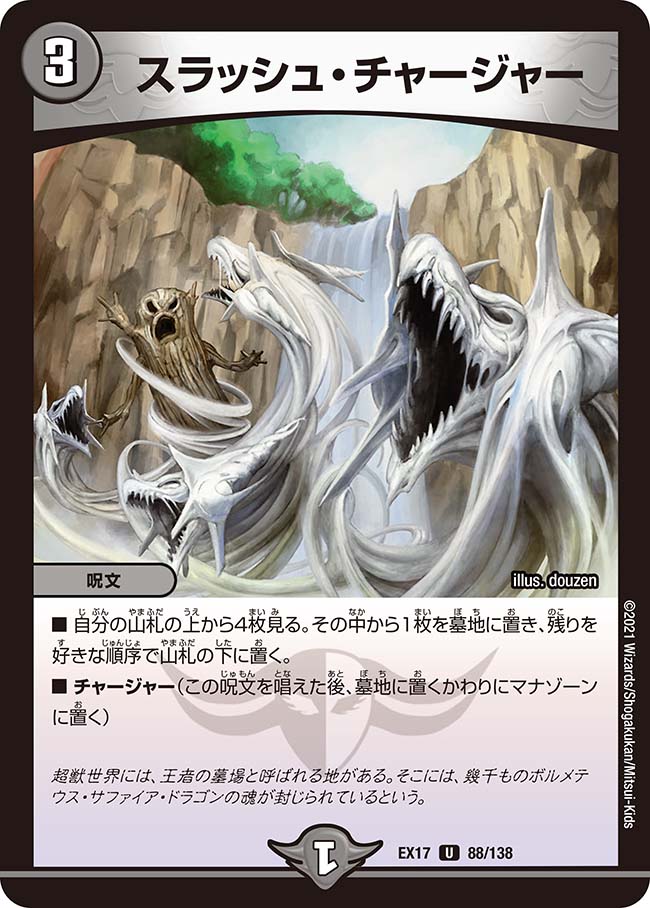 3
スラッシュ・チャージャー
呪文
illus. douzen
■ 自分の山札の上から4枚見る。その中から1枚を墓地に置き、残りを
好きな順序で山札の下に置く。
■ チャージャー(この呪文を唱えた後、墓地に置くかわりにマナゾーン
に置く)
超獣世界には、王者の墓場と呼ばれる地がある。そこには、幾千ものボルメテ
ウス・サファイア・ドラゴンの魂が封じられているという。
1
EX17 U 88/138
©2021 Wizards/Shogakukan/Mitsui-Kids